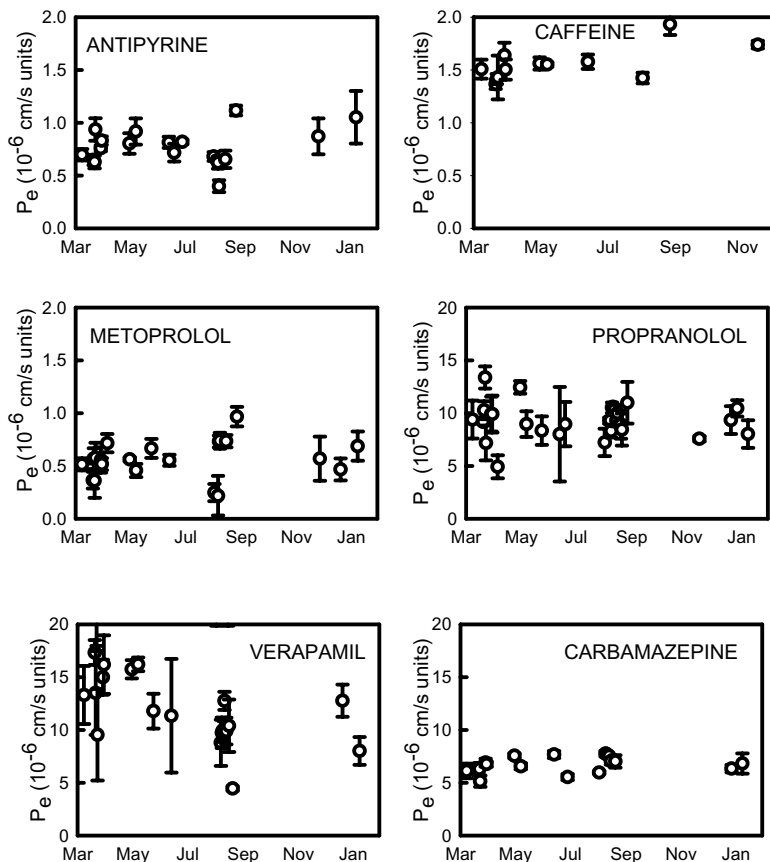 2.0
ANTIPYRINE
1.5
1.0
0.5
0.0
Pe (10-6 cm/s units)
Mar May Jul Sep Nov Jan
2.0
CAFFEINE
1.5
1.0
0.5
0.0
Pe (10-6 cm/s units)
Mar May Jul Sep Nov
2.0
METOPROLOL
1.5
1.0
0.5
0.0
Pe (10-6 cm/s units)
Mar May Jul Sep Nov Jan
20
PROPRANOLOL
15
10
5
0
Pe (10-6 cm/s units)
Mar May Jul Sep Nov Jan
20
VERAPAMIL
15
10
5
0
Pe (10-6 cm/s units)
Mar May Jul Sep Nov Jan
20
CARBAMAZEPINE
15
10
5
0
Pe (10-6 cm/s units)
Mar May Jul Sep Nov Jan